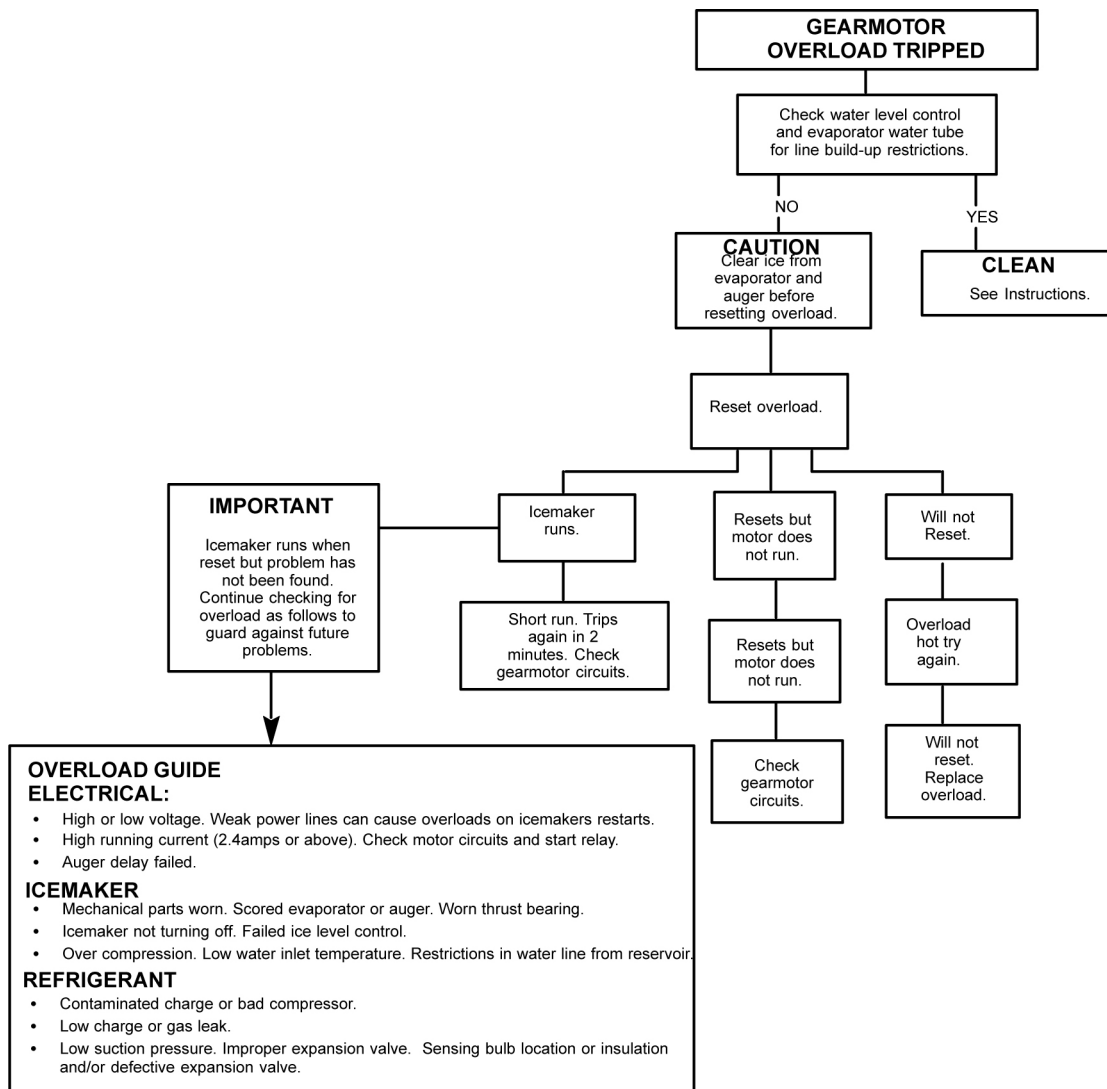 GEARMOTOR
OVERLOAD TRIPPED
Check water level control
and evaporator water tube
for line build-up restrictions.
NO
YES
CAUTION
Clear ice from
evaporator and
auger before
resetting overload.
CLEAN
See Instructions.
Reset overload.
IMPORTANT
Icemaker runs when
reset but problem has
not been found.
Continue checking for
overload as follows to
guard against future
problems.
Icemaker
runs.
Short run. Trips
again in 2
minutes. Check
gearmotor circuits.
Resets but
motor does
not run.
Resets but
motor does
not run.
Check
gearmotor
circuits.
Will not
Reset.
Overload
hot try
again.
Will not
reset.
Replace
overload.
OVERLOAD GUIDE
ELECTRICAL:
• High or low voltage. Weak power lines can cause overloads on icemakers restarts.
• High running current (2.4amps or above). Check motor circuits and start relay.
• Auger delay failed.
ICEMAKER
• Mechanical parts worn. Scored evaporator or auger. Worn thrust bearing.
• Icemaker not turning off. Failed ice level control.
• Over compression. Low water inlet temperature. Restrictions in water line from reservoir.
REFRIGERANT
• Contaminated charge or bad compressor.
• Low charge or gas leak.
• Low suction pressure. Improper expansion valve. Sensing bulb location or insulation
and/or defective expansion valve.